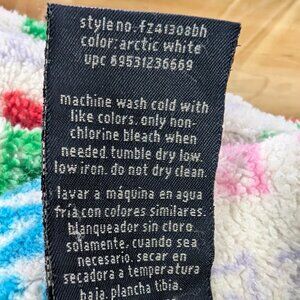 style no. fz41308bh
color: arctic white
upc 69531236669
machine wash cold with
like colors. only non-
chlorine bleach when
needed. tumble dry low.
low iron. do not dry clean.
lavar a máquina en agua
fría con colores similares.
blanqueador sin cloro
solamente, cuando sea
necesario. secar en
secadora a temperatura
baja. plancha tibia.